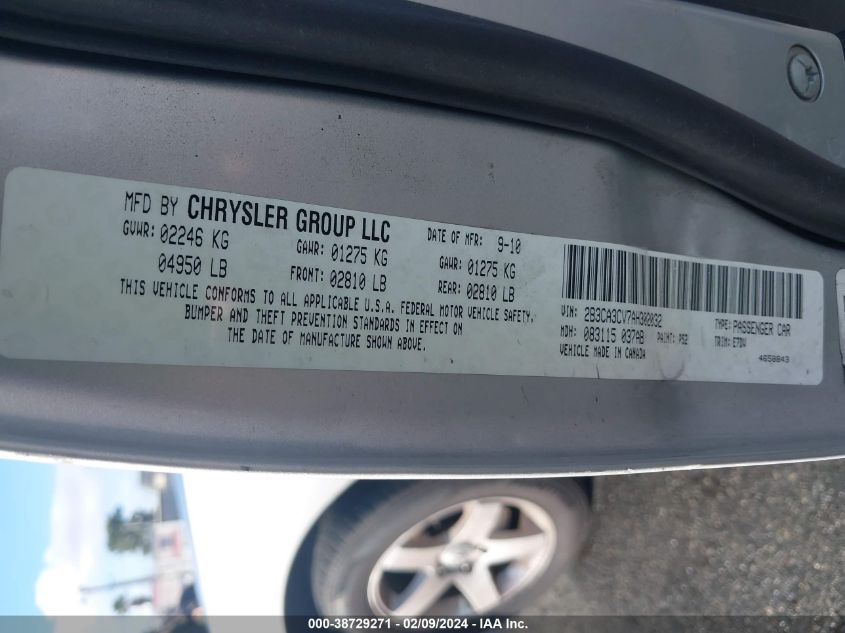 MFD BY CHRYSLER GROUP LLC
DATE OF MFR: 9-10
GVWR: 02246 KG
GAWR: 01275 KG
GAWR: 01275 KG
04950 LB
FRONT: 02810 LB
REAR: 02810 LB
THIS VEHICLE CONFORMS TO ALL APPLICABLE U.S.A. FEDERAL MOTOR VEHICLE SAFETY,
BUMPER AND THEFT PREVENTION STANDARDS IN EFFECT ON
THE DATE OF MANUFACTURE SHOWN ABOVE.
VIN: 2B3CA3CV7AH302032
TYPE: PASSENGER CAR
MDH: 083115 037AB
PAINT: PS2
TRIM: E7DV
VEHICLE MADE IN CANADA
4658843
000-38729271 - 02/09/2024 - IAAI Inc.